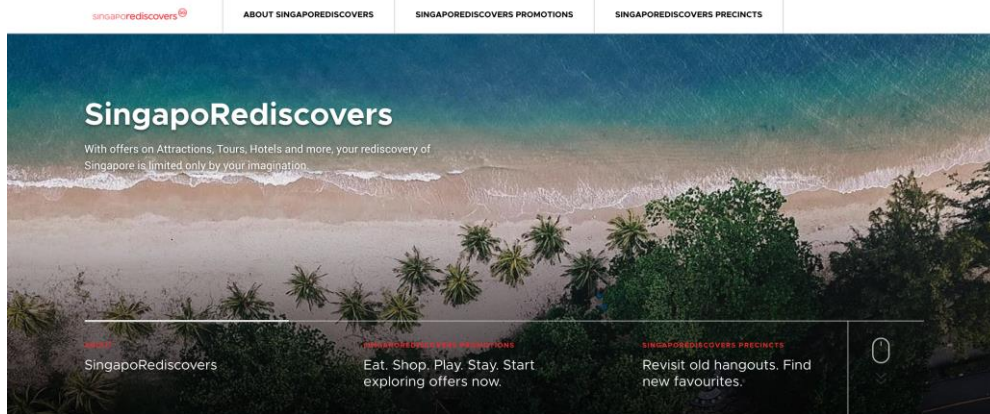 singaporediscovers
ABOUT SINGAPOREDISCOVERS
SINGAPOREDISCOVERS PROMOTIONS
SINGAPOREDISCOVERS PRECINCTS
SingapoRediscovers
With offers on Attractions, Tours, Hotels and more, your rediscovery of
Singapore is limited only by your imagination.
ABOUT
SingapoRediscovers
SINGAPOREDISCOVERS PROMOTIONS
Eat. Shop. Play. Stay. Start
exploring offers now.
SINGAPOREDISCOVERS PRECINCTS
Revisit old hangouts. Find
new favourites.